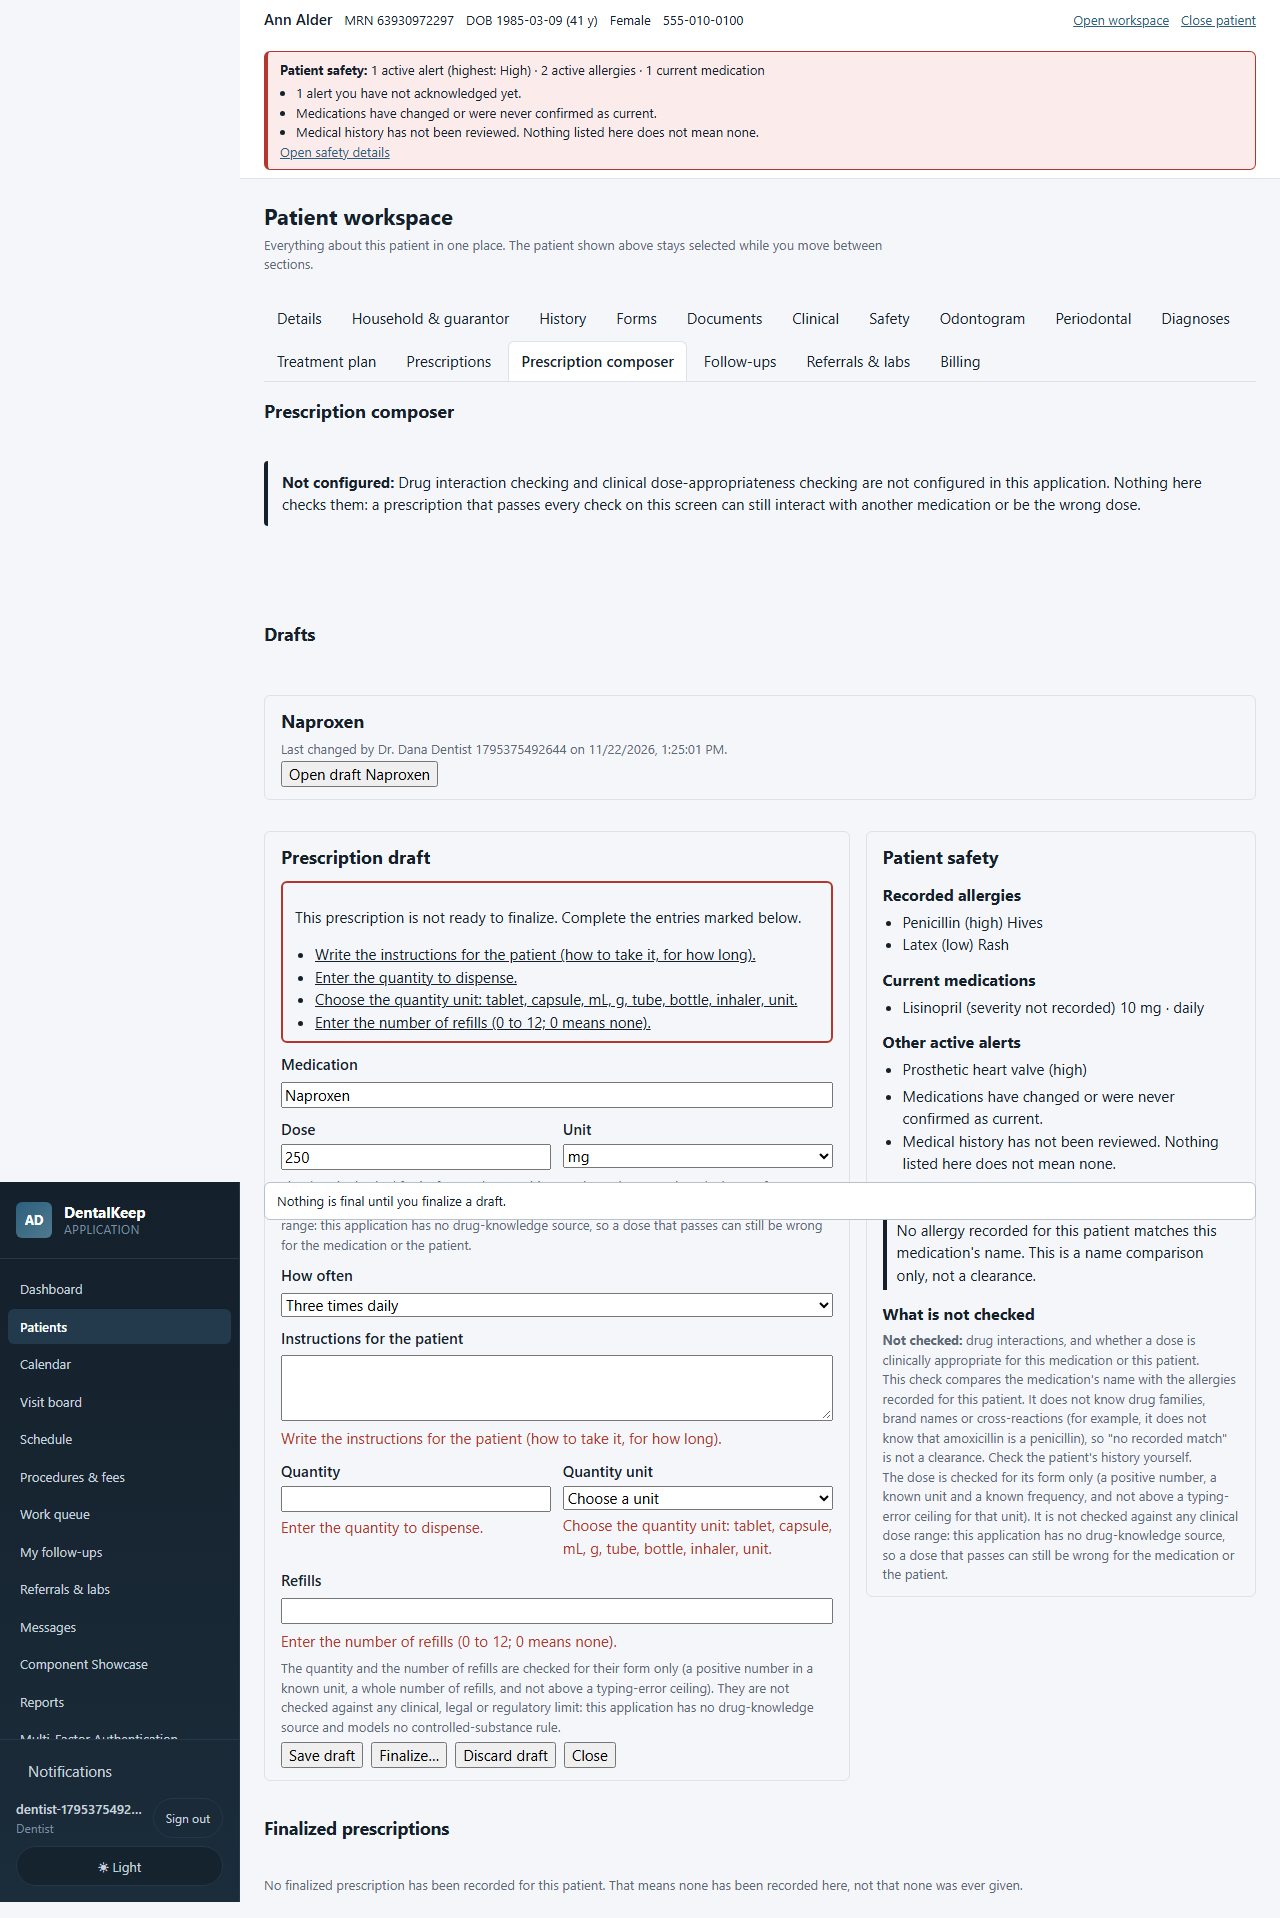 Ann Alder MRN 63930972297 DOB 1985-03-09 (41 y) Female 555-010-0100 Open workspace Close patient
Patient safety: 1 active alert (highest: High) · 2 active allergies · 1 current medication
1 alert you have not acknowledged yet.
Medications have changed or were never confirmed as current.
Medical history has not been reviewed. Nothing listed here does not mean none.
Open safety details
Patient workspace
Everything about this patient in one place. The patient shown above stays selected while you move between
sections.
Details Household & guarantor History Forms Documents Clinical Safety Odontogram Periodontal Diagnoses
Treatment plan Prescriptions Prescription composer Follow-ups Referrals & labs Billing
Prescription composer
Not configured: Drug interaction checking and clinical dose-appropriateness checking are not configured in this application. Nothing here
checks them: a prescription that passes every check on this screen can still interact with another medication or be the wrong dose.
Drafts
Naproxen
Last changed by Dr. Dana Dentist 1795375492644 on 11/22/2026, 1:25:01 PM.
Open draft Naproxen
Prescription draft
This prescription is not ready to finalize. Complete the entries marked below.
Write the instructions for the patient (how to take it, for how long).
Enter the quantity to dispense.
Choose the quantity unit: tablet, capsule, mL, g, tube, bottle, inhaler, unit.
Enter the number of refills (0 to 12; 0 means none).
Medication
Naproxen
Dose Unit
250 mg
Nothing is final until you finalize a draft.
range: this application has no drug-knowledge source, so a dose that passes can still be wrong
for the medication or the patient.
How often
Three times daily
Instructions for the patient
Write the instructions for the patient (how to take it, for how long).
Quantity Quantity unit
Choose a unit
Enter the quantity to dispense.
Choose the quantity unit: tablet, capsule,
mL, g, tube, bottle, inhaler, unit.
Refills
Enter the number of refills (0 to 12; 0 means none).
The quantity and the number of refills are checked for their form only (a positive number in a
known unit, a whole number of refills, and not above a typing-error ceiling). They are not
checked against any clinical, legal or regulatory limit: this application has no drug-knowledge
source and models no controlled-substance rule.
Save draft Finalize... Discard draft Close
Patient safety
Recorded allergies
Penicillin (high) Hives
Latex (low) Rash
Current medications
Lisinopril (severity not recorded) 10 mg · daily
Other active alerts
Prosthetic heart valve (high)
Medications have changed or were never
confirmed as current.
Medical history has not been reviewed. Nothing
listed here does not mean none.
No allergy recorded for this patient matches this
medication's name. This is a name comparison
only, not a clearance.
What is not checked
Not checked: drug interactions, and whether a dose is
clinically appropriate for this medication or this patient.
This check compares the medication's name with the allergies
recorded for this patient. It does not know drug families,
brand names or cross-reactions (for example, it does not
know that amoxicillin is a penicillin), so "no recorded match"
is not a clearance. Check the patient's history yourself.
The dose is checked for its form only (a positive number, a
known unit and a known frequency, and not above a typing-
error ceiling for that unit). It is not checked against any clinical
dose range: this application has no drug-knowledge source,
so a dose that passes can still be wrong for the medication or
the patient.
Finalized prescriptions
No finalized prescription has been recorded for this patient. That means none has been recorded here, not that none was ever given.
AD DentalKeep
APPLICATION
Dashboard
Patients
Calendar
Visit board
Schedule
Procedures & fees
Work queue
My follow-ups
Referrals & labs
Messages
Component Showcase
Reports
Multi-Factor Authentication
Notifications
dentist-1795375492...
Dentist
Sign out
☀ Light